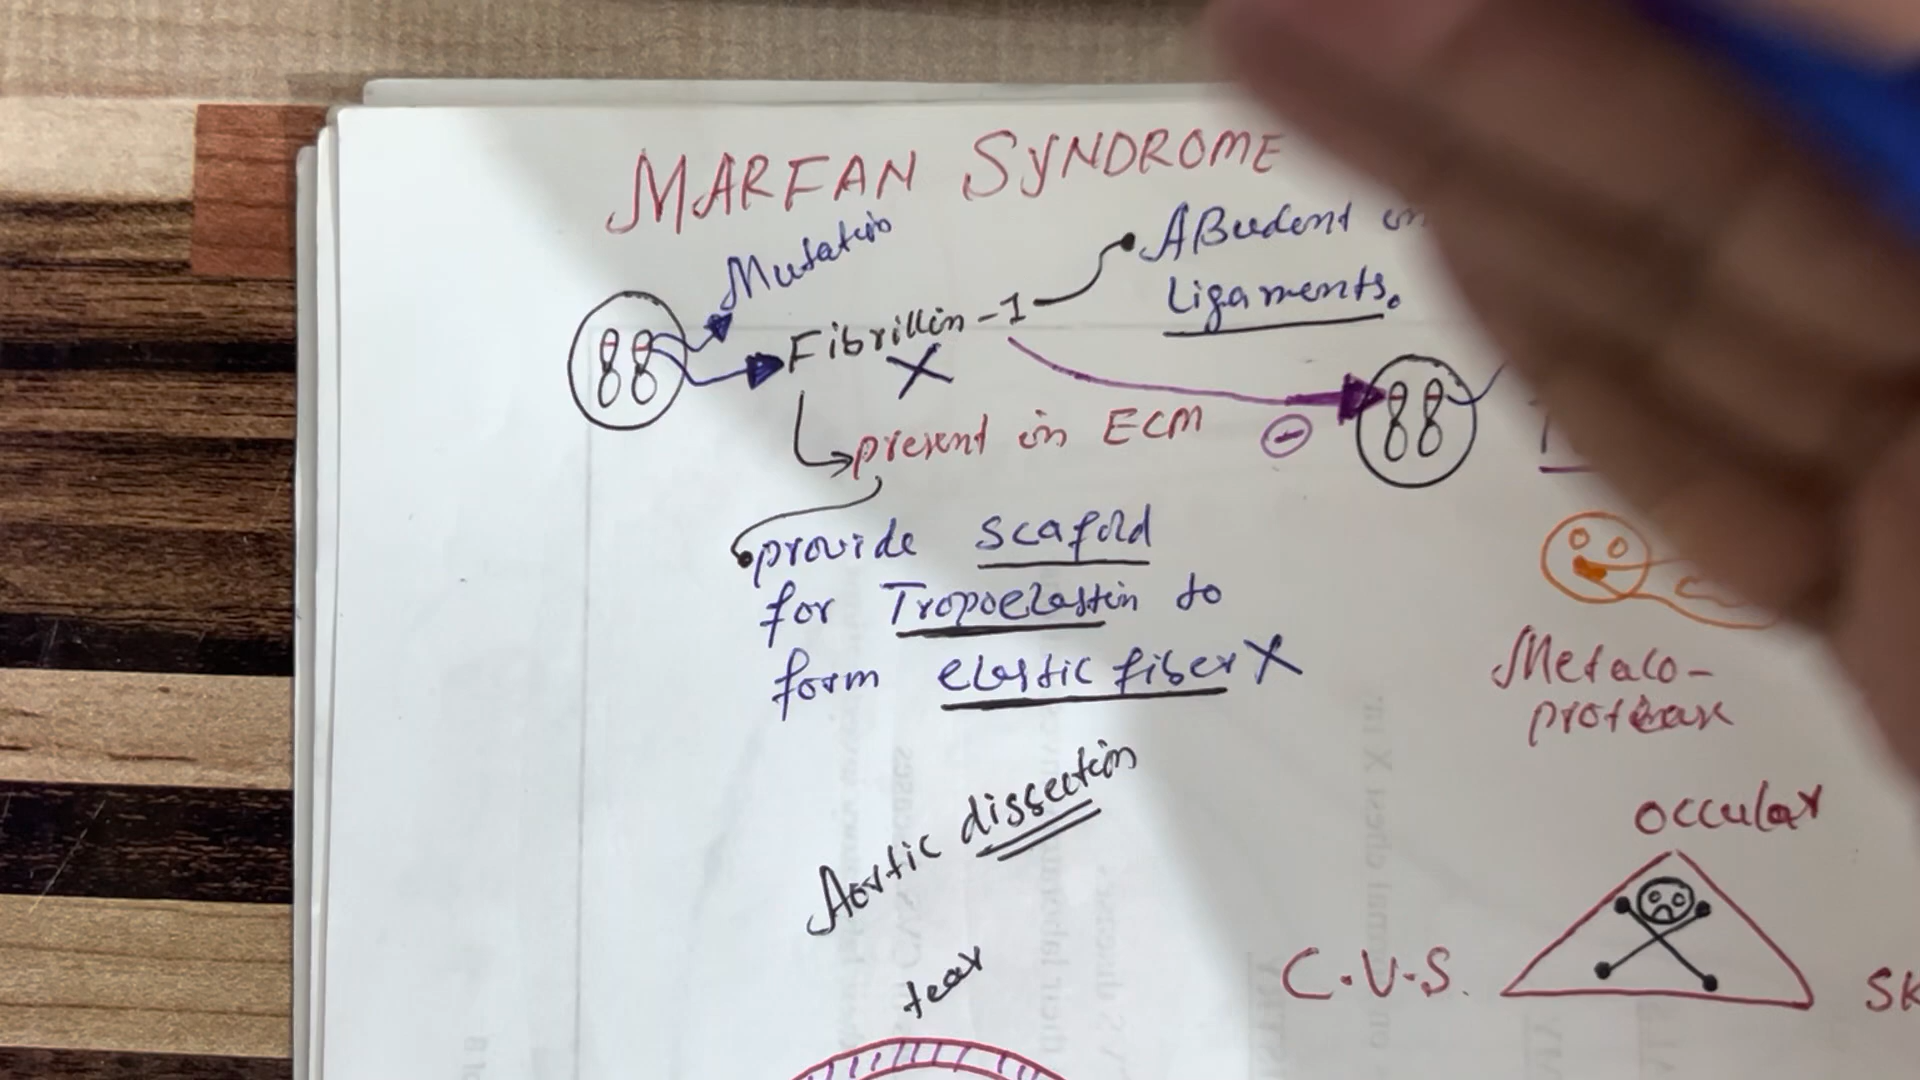 MARFAN SYNDROME
Mutation
ABudent in
Ligaments.
Fibrillin-1
X
present in ECM
provide scafold
for Tropoelastin to
form elastic fiber X
Metalo-
protease
Aortic dissection
tear
occular
C.V.S.
SK